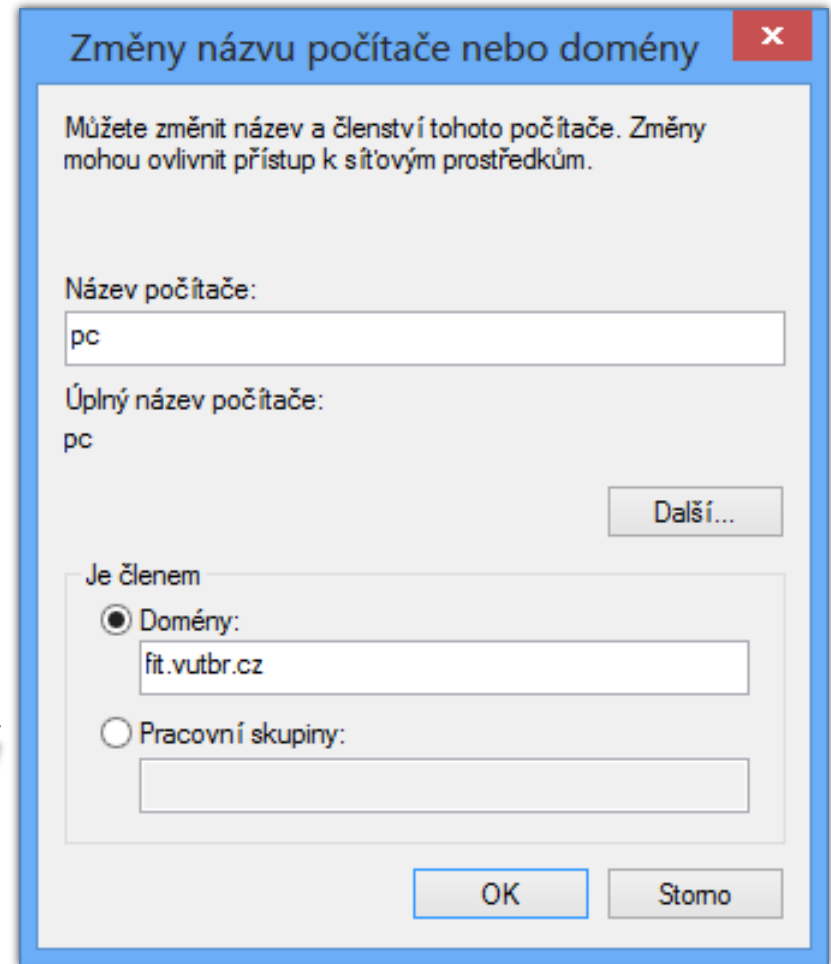 Změny názvu počítače nebo domény
Můžete změnit název a členství tohoto počítače. Změny
mohou ovlivnit přístup k síťovým prostředkům.
Název počítače:
pc
Úplný název počítače:
pc
Další...
Je členem
Domény:
fit.vutbr.cz
Pracovní skupiny:
OK
Storno